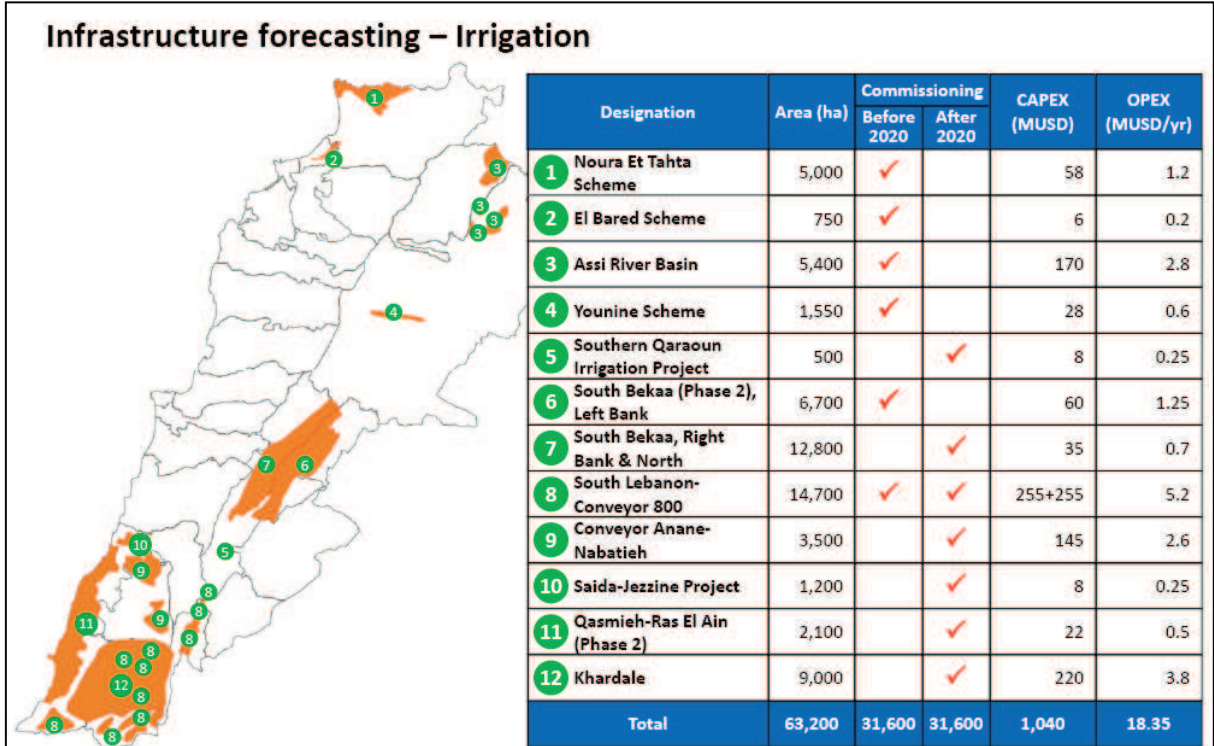 Infrastructure forecasting – Irrigation
Designation Area (ha) Commissioning CAPEX (MUSD) OPEX (MUSD/yr)
Before 2020 After 2020
1 Noura Et Tahta Scheme 5,000 ✓ 58 1.2
2 El Bared Scheme 750 ✓ 6 0.2
3 Assi River Basin 5,400 ✓ 170 2.8
4 Younine Scheme 1,550 ✓ 28 0.6
5 Southern Qaraoun Irrigation Project 500 ✓ 8 0.25
6 South Bekaa (Phase 2), Left Bank 6,700 ✓ 60 1.25
7 South Bekaa, Right Bank & North 12,800 ✓ 35 0.7
8 South Lebanon- Conveyor 800 14,700 ✓ ✓ 255+255 5.2
9 Conveyor Anane- Nabatieh 3,500 ✓ 145 2.6
10 Saida-Jezzine Project 1,200 ✓ 8 0.25
11 Qasmieh-Ras El Ain (Phase 2) 2,100 ✓ 22 0.5
12 Khardale 9,000 ✓ 220 3.8
Total 63,200 31,600 31,600 1,040 18.35
1
2
3
3
3
3
4
7 6
5
10
9
8
8
9
11
8
8
8
8
12
8
8
8
8